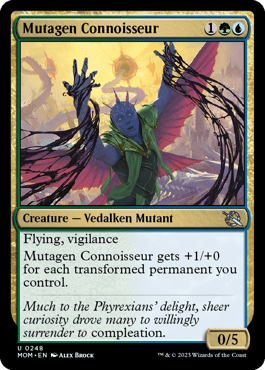 Mutagen Connoisseur 1
Creature — Vedalken Mutant
Flying, vigilance
Mutagen Connoisseur gets +1/+0
for each transformed permanent you
control.
Much to the Phyrexians' delight, sheer
curiosity drove many to willingly
surrender to compleation.
0/5
U 0248
MOM • EN ALEX BROCK
™ & © 2023 Wizards of the Coast